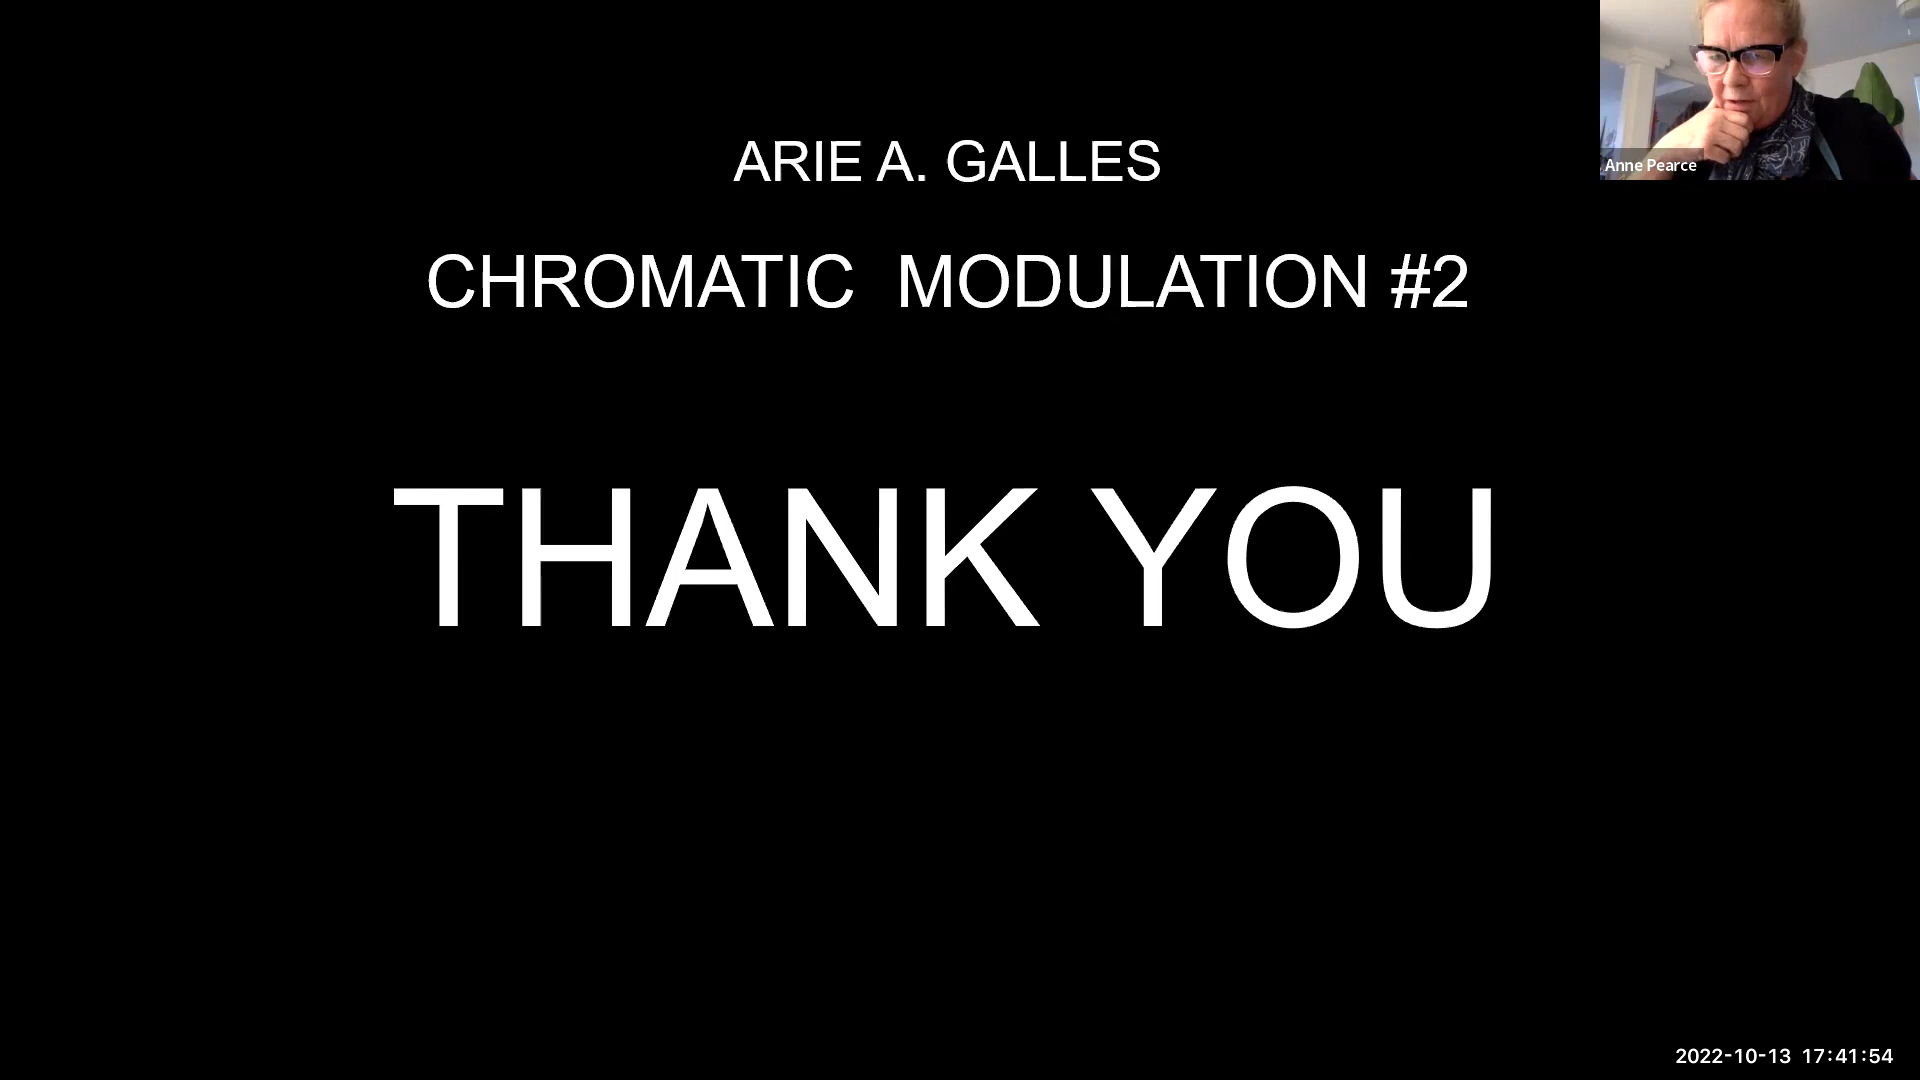 ARIE A. GALLES
Anne Pearce
CHROMATIC  MODULATION #2
THANK YOU
2022-10-13 17:41:54